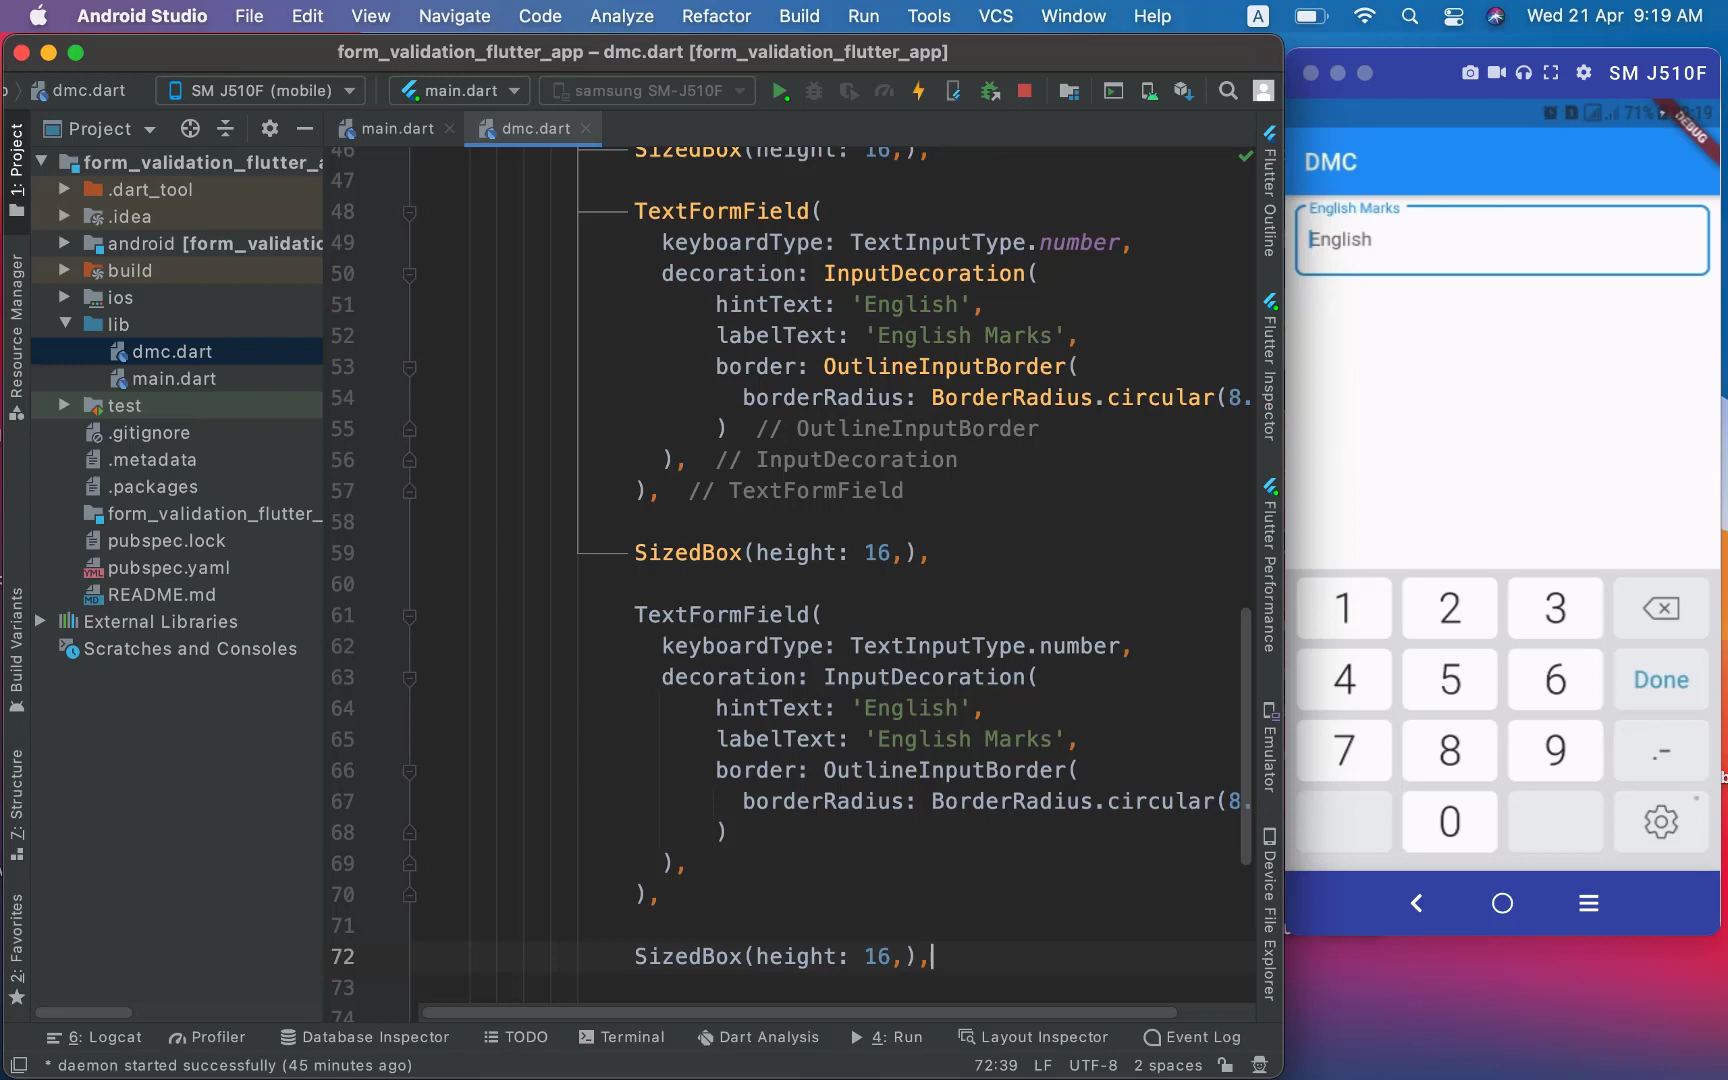 Android Studio File Edit View Navigate Code Analyze Refactor Build Run Tools VCS Window Help A Wed 21 Apr 9:19 AM
form_validation_flutter_app – dmc.dart [form_validation_flutter_app]
dmc.dart SM J510F (mobile) main.dart samsung SM-J510F
Project main.dart dmc.dart
1: Project
Resource Manager
Build Variants
7: Structure
2: Favorites
form_validation_flutter_
.dart_tool
.idea
android [form_validatic
build
ios
lib
dmc.dart
main.dart
test
.gitignore
.metadata
.packages
form_validation_flutter_
pubspec.lock
pubspec.yaml
README.md
External Libraries
Scratches and Consoles
46 SizedBox(height: 16,),
47
48 TextFormField(
49 keyboardType: TextInputType.number,
50 decoration: InputDecoration(
51 hintText: 'English',
52 labelText: 'English Marks',
53 border: OutlineInputBorder(
54 borderRadius: BorderRadius.circular(8.
55 ) // OutlineInputBorder
56 ), // InputDecoration
57 ), // TextFormField
58
59 SizedBox(height: 16,),
60
61 TextFormField(
62 keyboardType: TextInputType.number,
63 decoration: InputDecoration(
64 hintText: 'English',
65 labelText: 'English Marks',
66 border: OutlineInputBorder(
67 borderRadius: BorderRadius.circular(8.
68 )
69 ),
70 ),
71
72 SizedBox(height: 16,),
73
74
Flutter Outline
Flutter Inspector
Flutter Performance
Emulator
Device File Explorer
6: Logcat Profiler Database Inspector TODO Terminal Dart Analysis 4: Run Layout Inspector Event Log
* daemon started successfully (45 minutes ago) 72:39 LF UTF-8 2 spaces
SM J510F
71%
DEBUG
DMC
English Marks
English
1 2 3
4 5 6 Done
7 8 9 .-
0